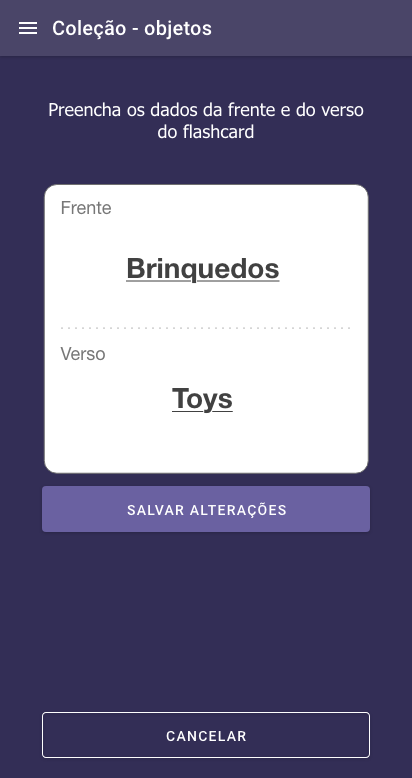 Coleção - objetos
Preencha os dados da frente e do verso
do flashcard
Frente
Brinquedos
Verso
Toys
SALVAR ALTERAÇÕES
CANCELAR